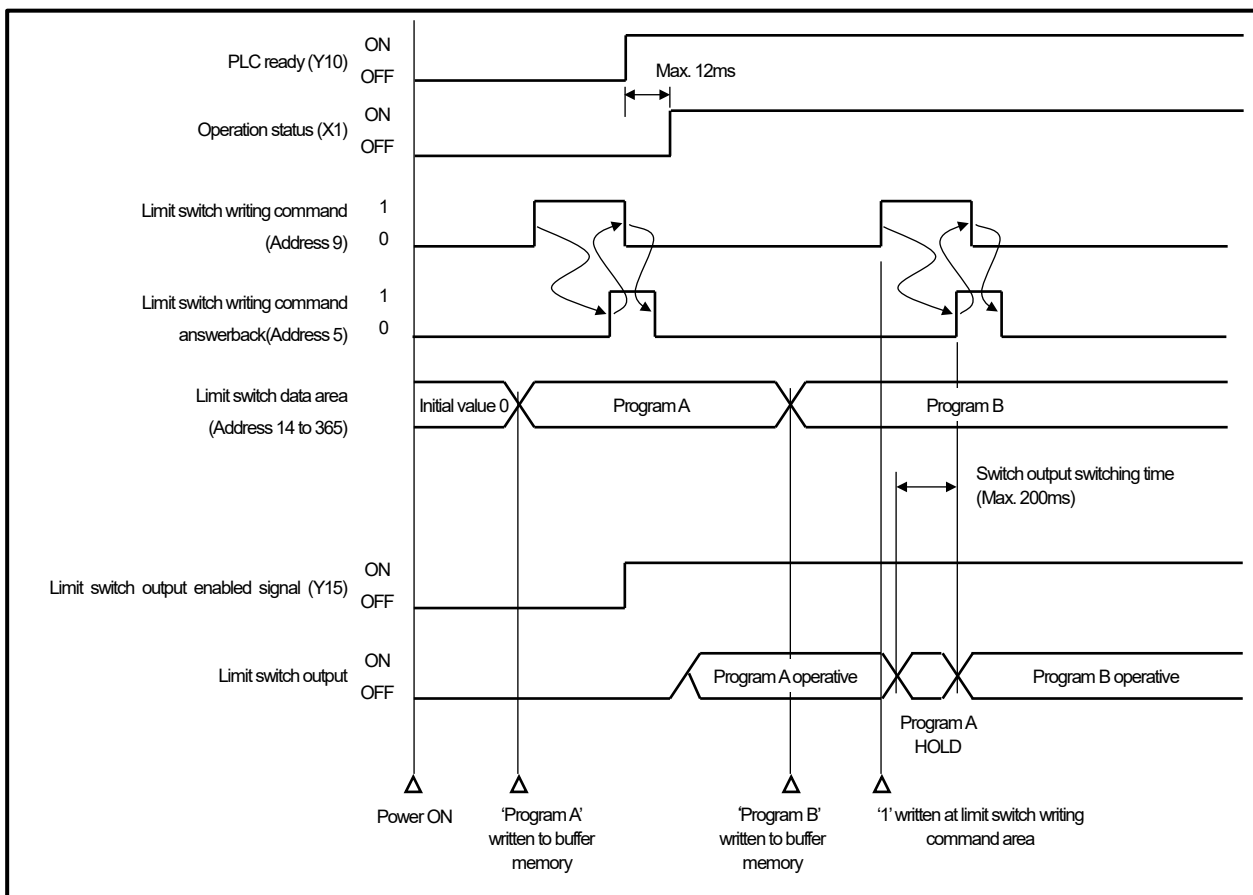 PLC ready (Y10)
ON
OFF
Max. 12ms
Operation status (X1)
ON
OFF
Limit switch writing command
(Address 9)
1
0
Limit switch writing command
answerback(Address 5)
1
0
Limit switch data area
(Address 14 to 365)
Initial value 0
Program A
Program B
Switch output switching time
(Max. 200ms)
Limit switch output enabled signal (Y15)
ON
OFF
Limit switch output
ON
OFF
Program A operative
Program B operative
Program A
HOLD
Power ON
‘Program A’
written to buffer
memory
‘Program B’
written to buffer
memory
‘1’ written at limit switch writing
command area